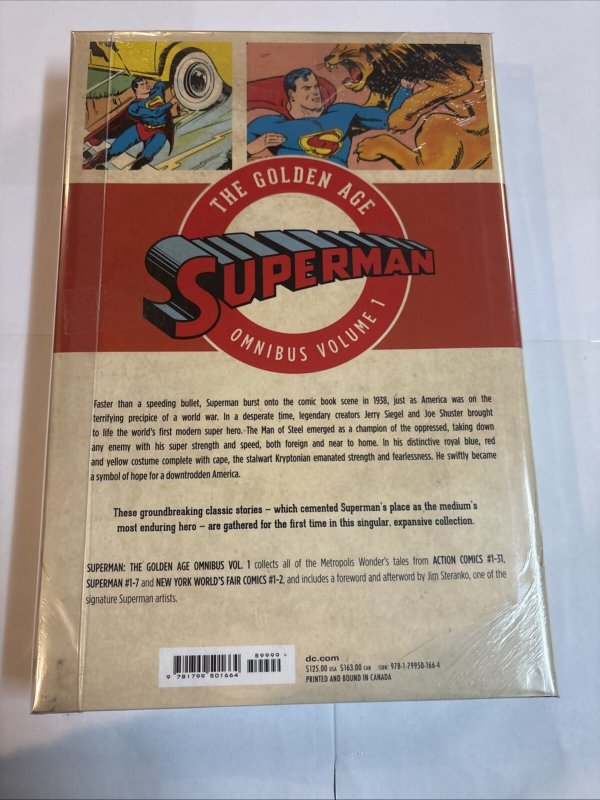 THE GOLDEN AGE
SUPERMAN
OMNIBUS VOLUME 1
Faster than a speeding bullet, Superman burst onto the comic book scene in 1938, just as America was on the
terrifying precipice of a world war. In a desperate time, legendary creators Jerry Siegel and Joe Shuster brought
to life the world's first modern super hero. The Man of Steel emerged as a champion of the oppressed, taking down
any enemy with his super strength and speed, both foreign and near to home. In his distinctive royal blue, red
and yellow costume complete with cape, the stalwart Kryptonian emanated strength and fearlessness. He swiftly became
a symbol of hope for a downtrodden America.
These groundbreaking classic stories – which cemented Superman's place as the medium's
most enduring hero – are gathered for the first time in this singular, expansive collection.
SUPERMAN: THE GOLDEN AGE OMNIBUS VOL. 1 collects all of the Metropolis Wonder's tales from ACTION COMICS #1-31,
SUPERMAN #1-7 and NEW YORK WORLD'S FAIR COMICS #1-2, and includes a foreword and afterword by Jim Steranko, one of the
signature Superman artists.
59999 >
9 781799 501664
dc.com
$125.00 USA $163.00 CAN ISBN: 978-1-79950-166-4
PRINTED AND BOUND IN CANADA